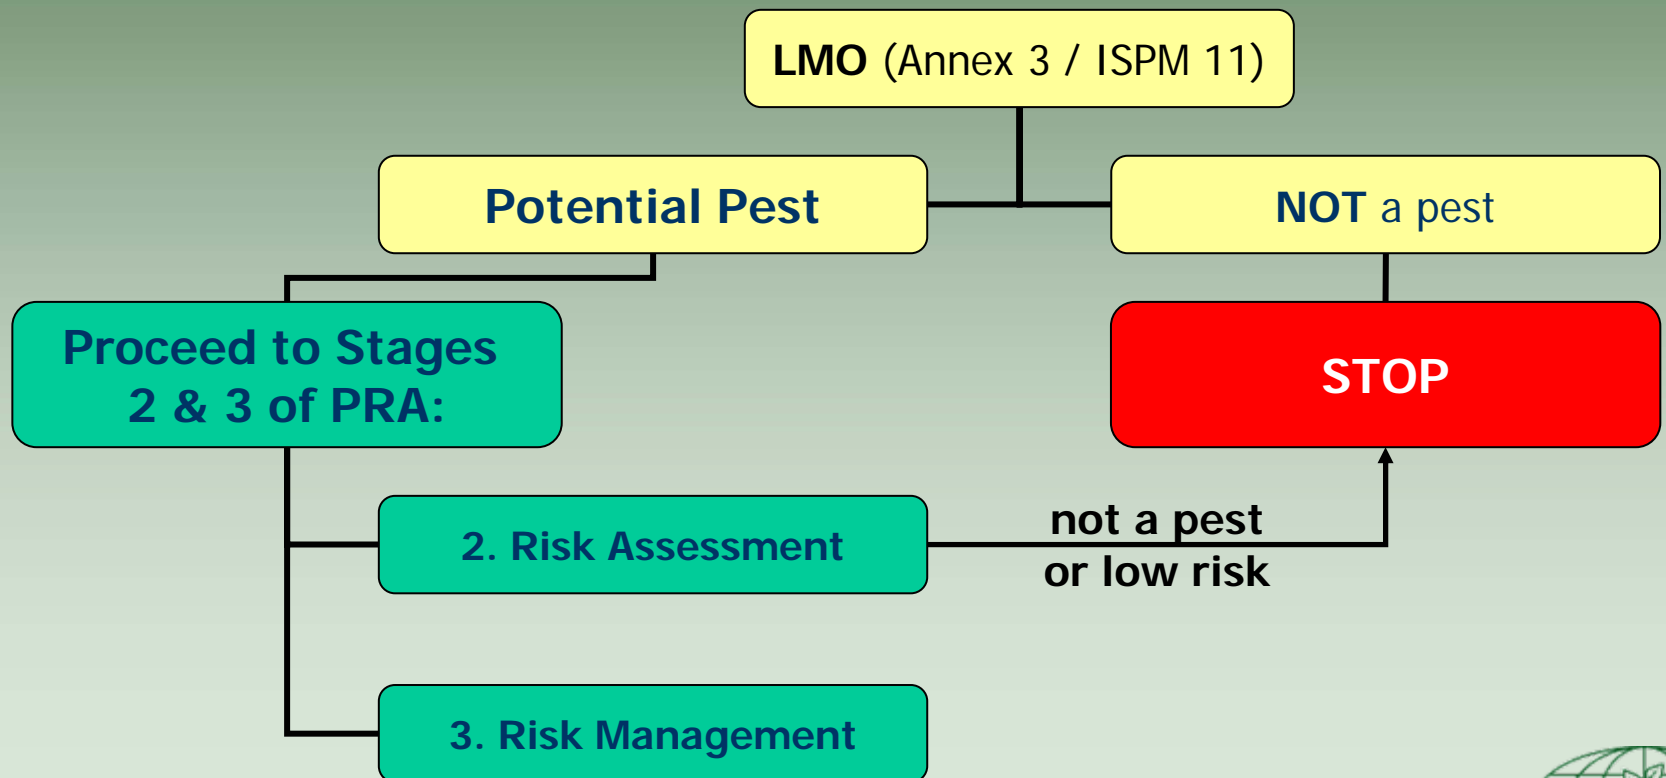 LMO (Annex 3 / ISPM 11)
Potential Pest
NOT a pest
Proceed to Stages
2 & 3 of PRA:
STOP
2. Risk Assessment
not a pest
or low risk
3. Risk Management